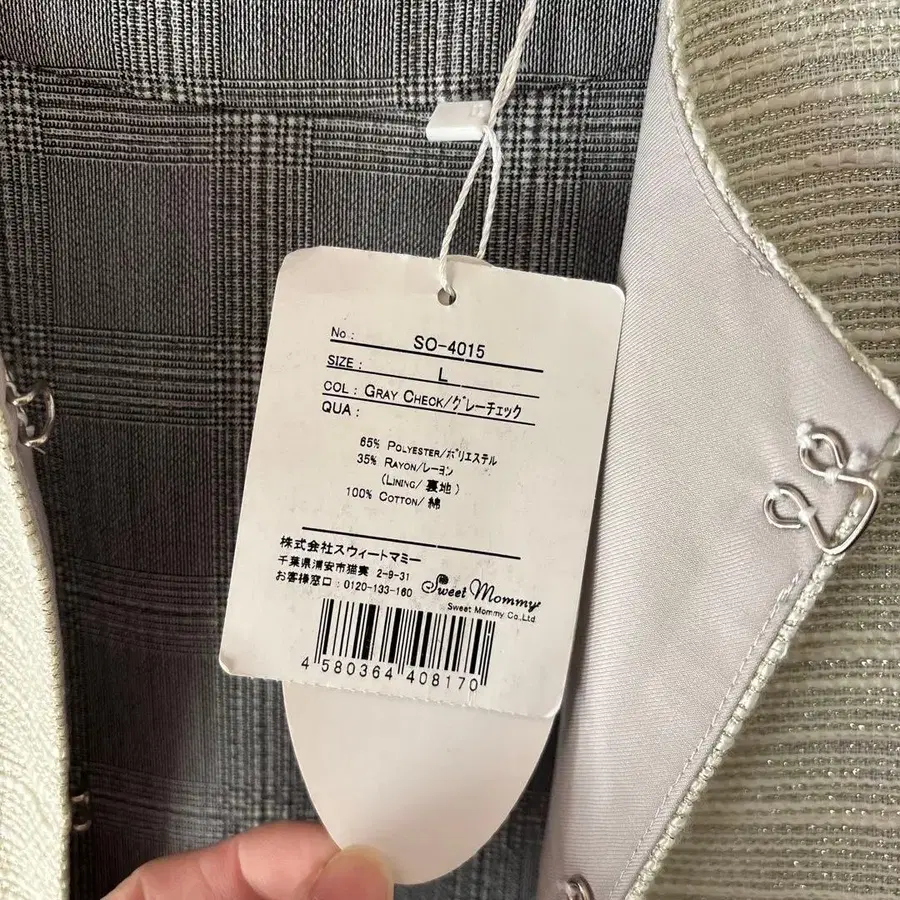 No: SO-4015
SIZE: L
COL: GRAY CHECK/グレーチェック
QUA:
65% POLYESTER/ポリエステル
35% RAYON/レーヨン
(LINING/裏地)
100% COTTON/綿
株式会社スウィートマミー
千葉県浦安市猫実 2-9-31
お客様窓口:0120-133-160
Sweet Mommy
Sweet Mommy Co.,Ltd
4 580364 408170